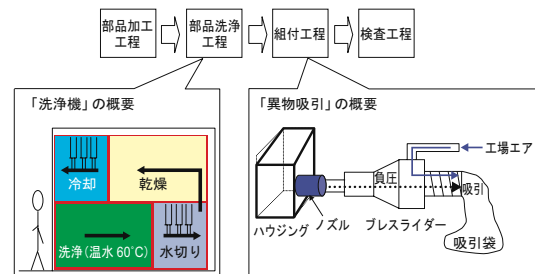 部品加工
工程
部品洗浄
工程
組付工程
検査工程
「洗浄機」の概要
冷却
乾燥
洗浄(温水60℃)
水切り
「異物吸引」の概要
工場エア
負圧
吸引
ハウジング
ノズル
ブレスライダー
吸引袋